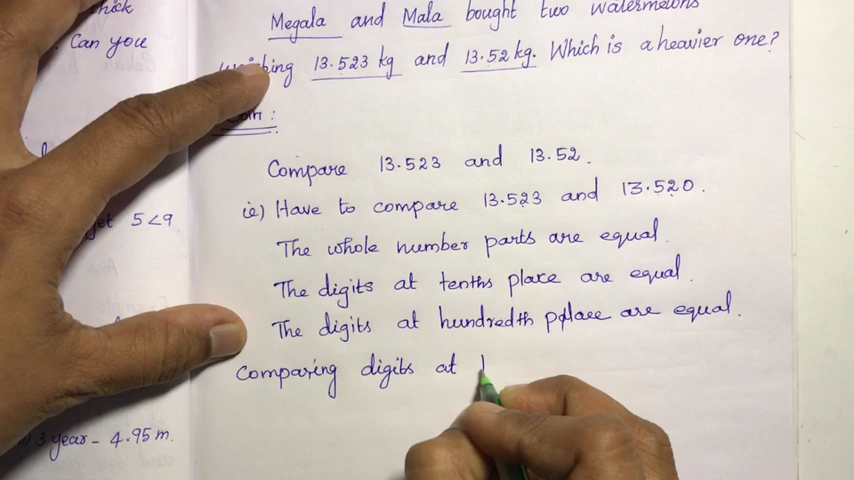 Megala and Mala bought two watermelons
13.523 kg and 13.52 kg. Which is a heavier one?
Compare 13.523 and 13.52.
ie) Have to compare 13.523 and 13.520.
The whole number parts are equal.
The digits at tenths place are equal.
The digits at hundredth place are equal.
Comparing digits at
Can you
5<9
3 year - 4.95 m.